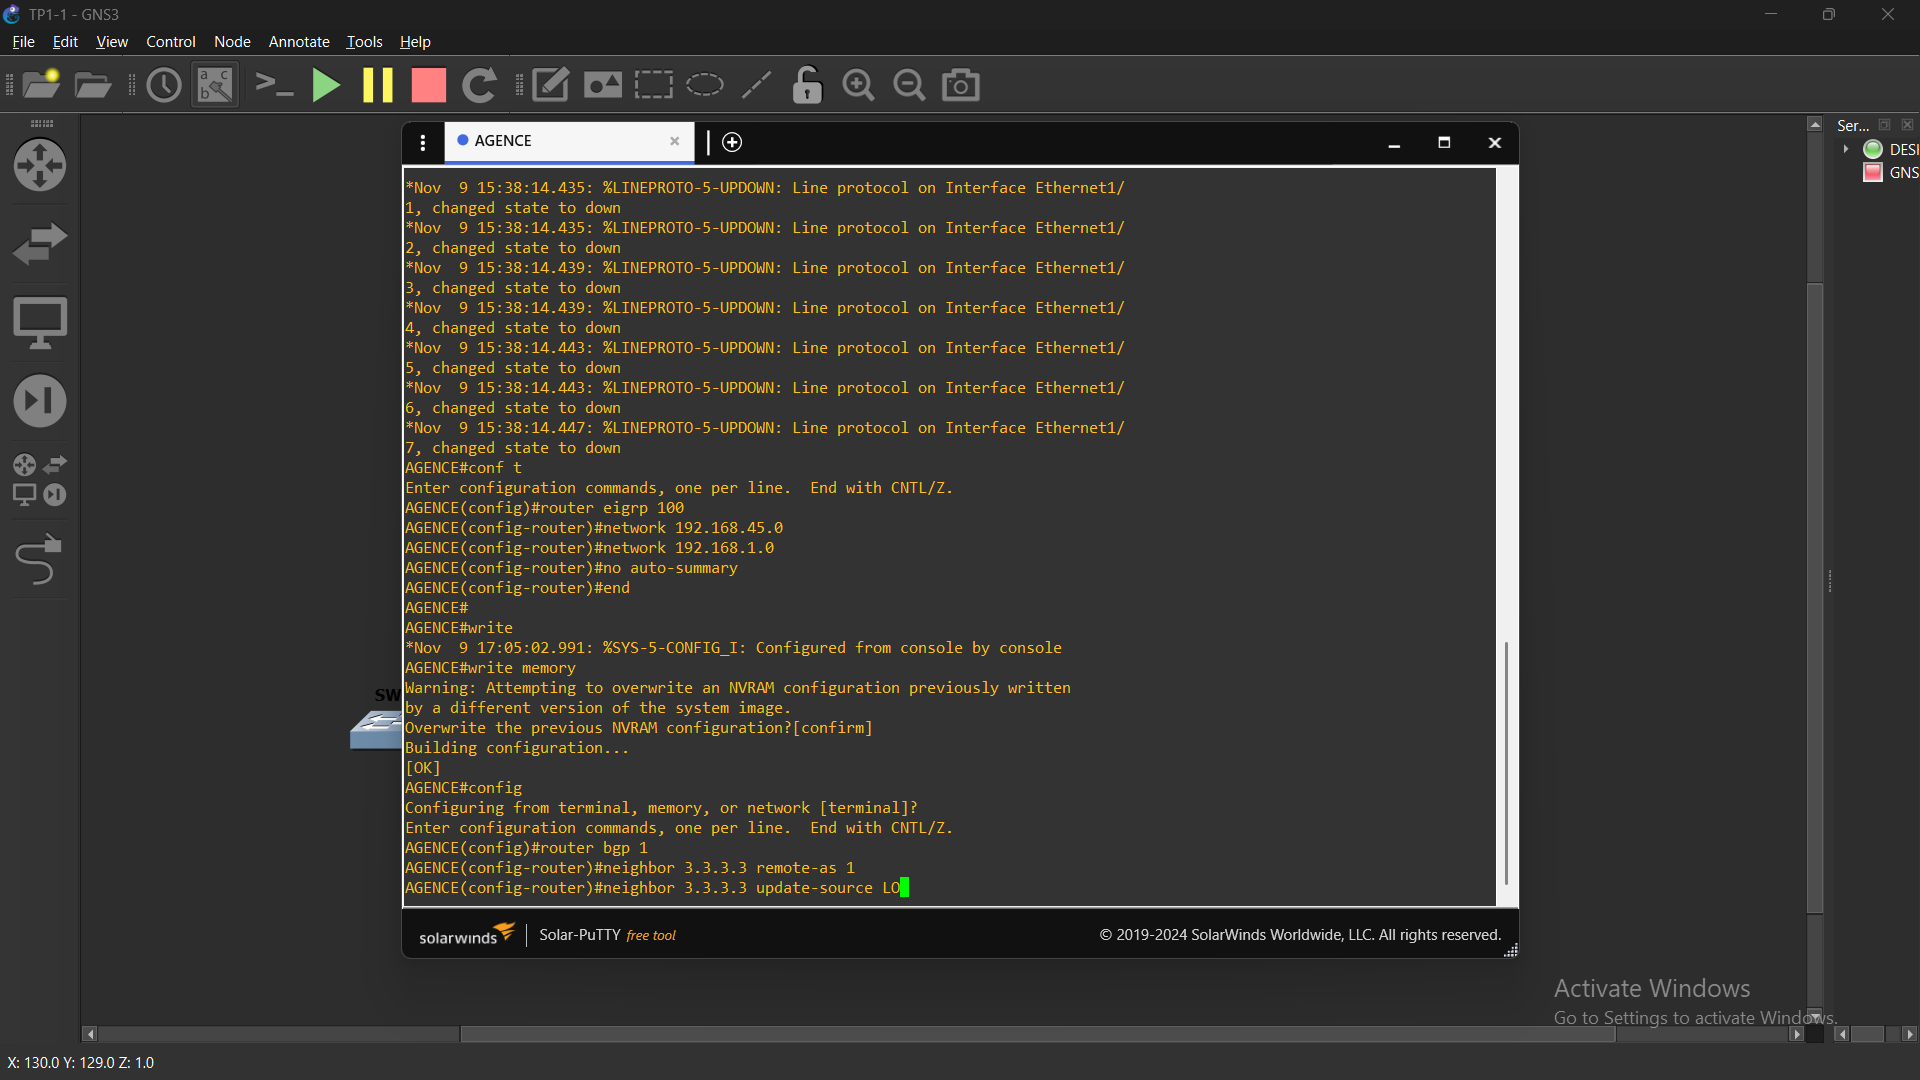 TP1-1 - GNS3
File Edit View Control Node Annotate Tools Help
AGENCE
Ser...
DES
GNS
*Nov  9 15:38:14.435: %LINEPROTO-5-UPDOWN: Line protocol on Interface Ethernet1/
1, changed state to down
*Nov  9 15:38:14.435: %LINEPROTO-5-UPDOWN: Line protocol on Interface Ethernet1/
2, changed state to down
*Nov  9 15:38:14.439: %LINEPROTO-5-UPDOWN: Line protocol on Interface Ethernet1/
3, changed state to down
*Nov  9 15:38:14.439: %LINEPROTO-5-UPDOWN: Line protocol on Interface Ethernet1/
4, changed state to down
*Nov  9 15:38:14.443: %LINEPROTO-5-UPDOWN: Line protocol on Interface Ethernet1/
5, changed state to down
*Nov  9 15:38:14.443: %LINEPROTO-5-UPDOWN: Line protocol on Interface Ethernet1/
6, changed state to down
*Nov  9 15:38:14.447: %LINEPROTO-5-UPDOWN: Line protocol on Interface Ethernet1/
7, changed state to down
AGENCE#conf t
Enter configuration commands, one per line.  End with CNTL/Z.
AGENCE(config)#router eigrp 100
AGENCE(config-router)#network 192.168.45.0
AGENCE(config-router)#network 192.168.1.0
AGENCE(config-router)#no auto-summary
AGENCE(config-router)#end
AGENCE#
AGENCE#write
*Nov  9 17:05:02.991: %SYS-5-CONFIG_I: Configured from console by console
AGENCE#write memory
Warning: Attempting to overwrite an NVRAM configuration previously written
by a different version of the system image.
Overwrite the previous NVRAM configuration?[confirm]
Building configuration...
[OK]
AGENCE#config
Configuring from terminal, memory, or network [terminal]?
Enter configuration commands, one per line.  End with CNTL/Z.
AGENCE(config)#router bgp 1
AGENCE(config-router)#neighbor 3.3.3.3 remote-as 1
AGENCE(config-router)#neighbor 3.3.3.3 update-source LO
SW
solarwinds Solar-PuTTY free tool
© 2019-2024 SolarWinds Worldwide, LLC. All rights reserved.
Activate Windows
Go to Settings to activate Windows.
X: 130.0 Y: 129.0 Z: 1.0